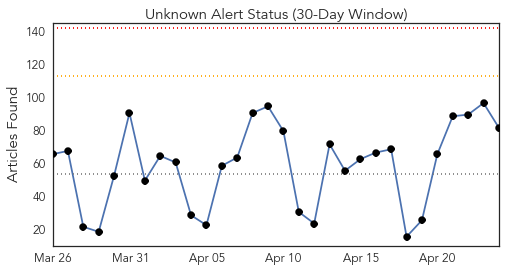 Unknown Alert Status (30-Day Window)
140
120
100
80
60
40
20
Articles Found
Mar 26 Mar 31 Apr 05 Apr 10 Apr 15 Apr 20